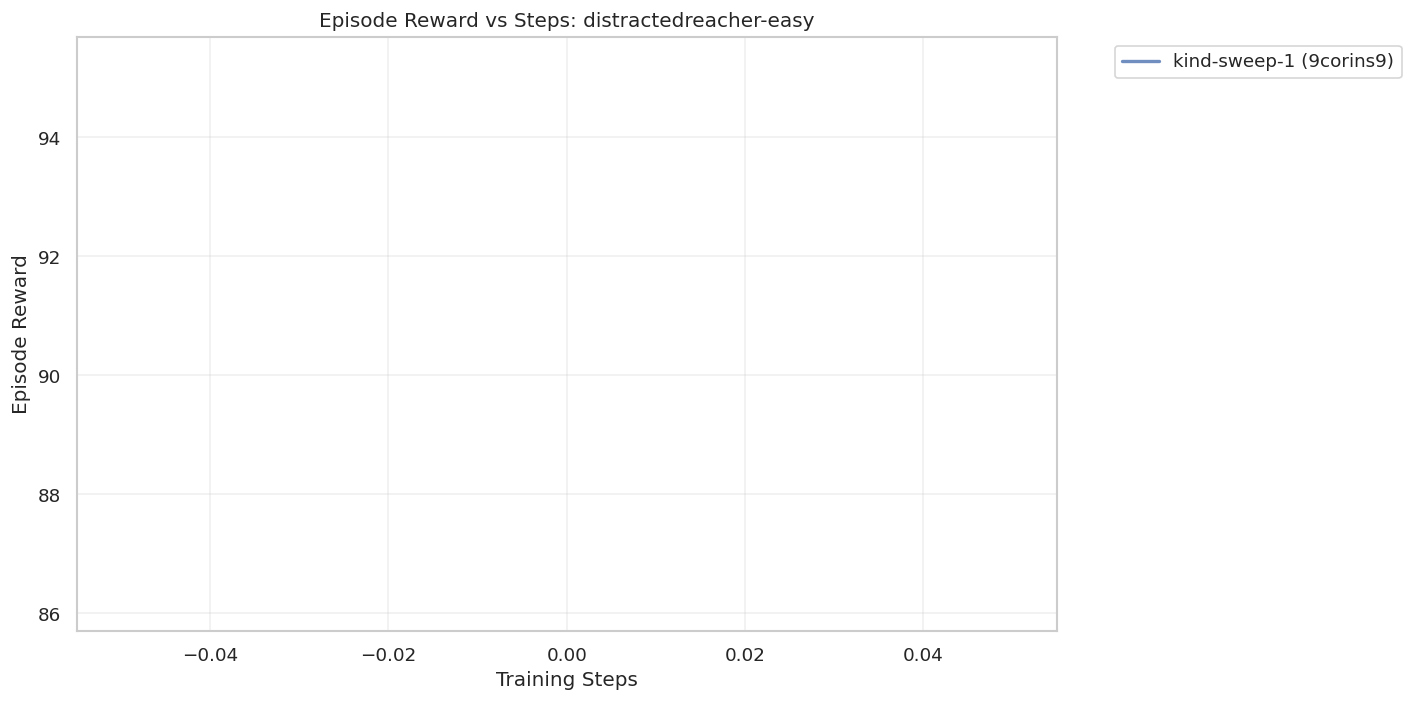 Episode Reward vs Steps: distractedreacher-easy
kind-sweep-1 (9corins9)
94
92
90
88
86
Episode Reward
−0.04
−0.02
0.00
0.02
0.04
Training Steps